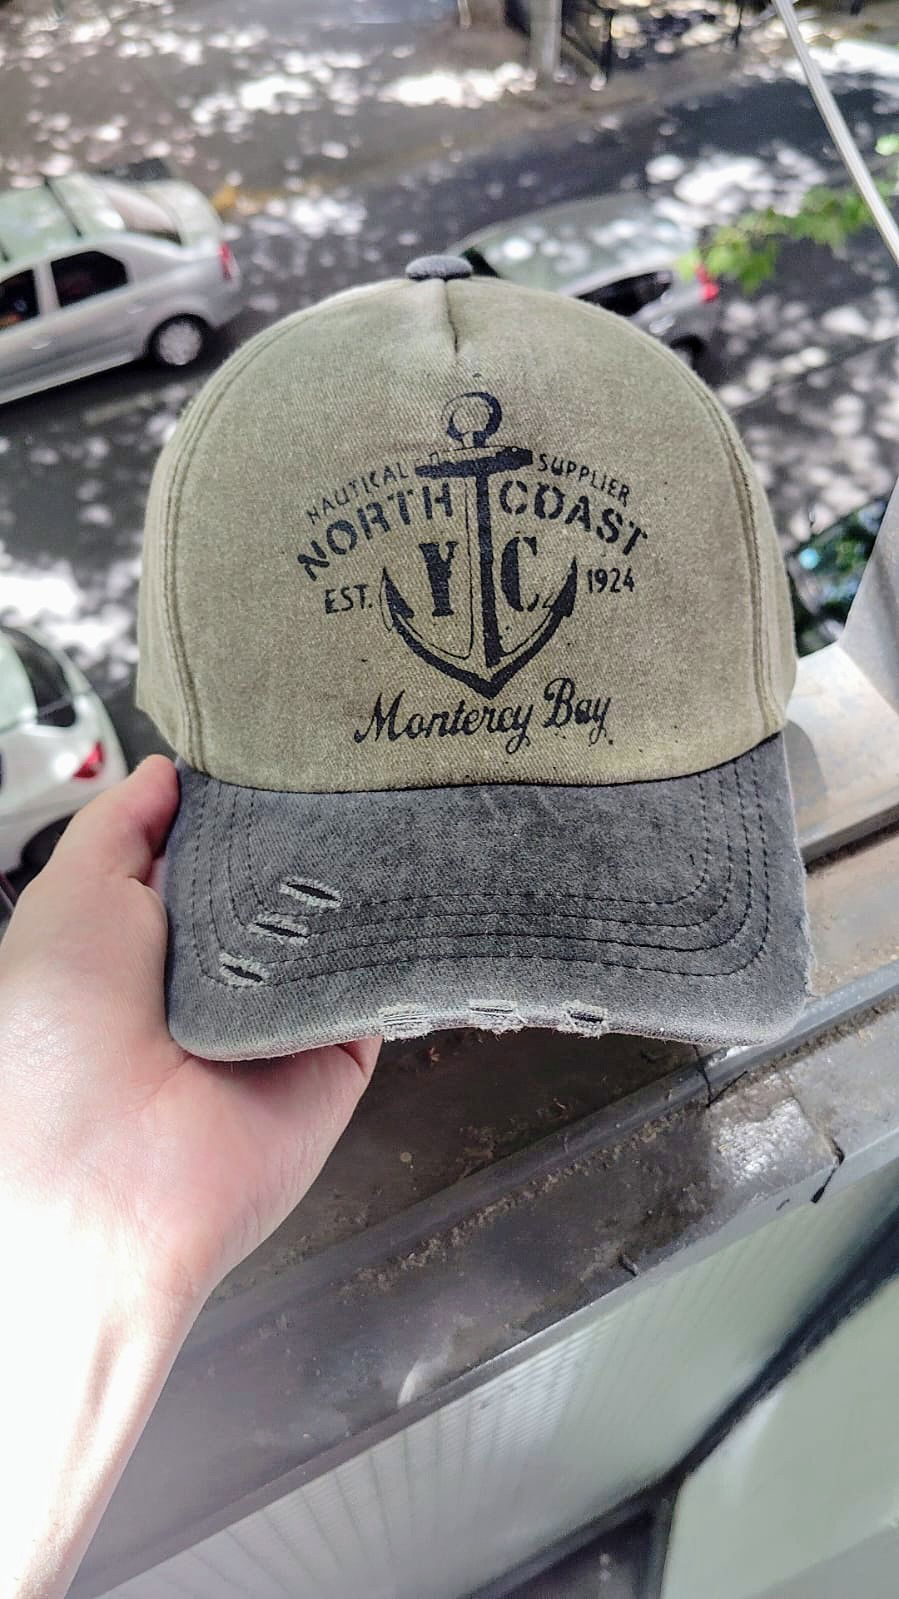 NAUTICAL SUPPLIER
NORTH COAST
Y C
EST. 1924
Monterey Bay